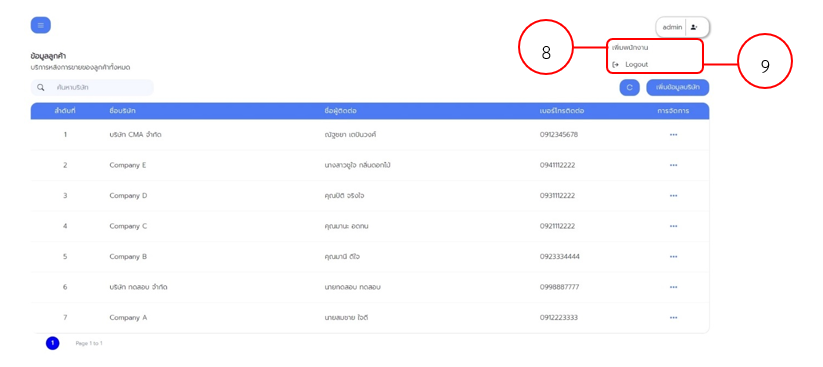 admin
8
เพิ่มพนักงาน
ข้อมูลลูกค้า
Logout
9
บริการหลังการขายของลูกค้าทั้งหมด
ค้นหาบริษัท
เพิ่มข้อมูลบริษัท
ลำดับที่ ชื่อบริษัท ชื่อผู้ติดต่อ เบอร์โทรติดต่อ การจัดการ
1 บริษัท CMA จำกัด ณัฐชยา เตปินวงค์ 0912345678
2 Company E นางสาวชูใจ กลิ่นดอกไม้ 0941112222
3 Company D คุณปิติ จริงใจ 0931112222
4 Company C คุณมานะ อดทน 0921112222
5 Company B คุณมานี ดีใจ 0923334444
6 บริษัท ทดสอบ จำกัด นายทดสอบ ทดสอบ 0998887777
7 Company A นายสมชาย ใจดี 0912223333
1 Page 1 to 1